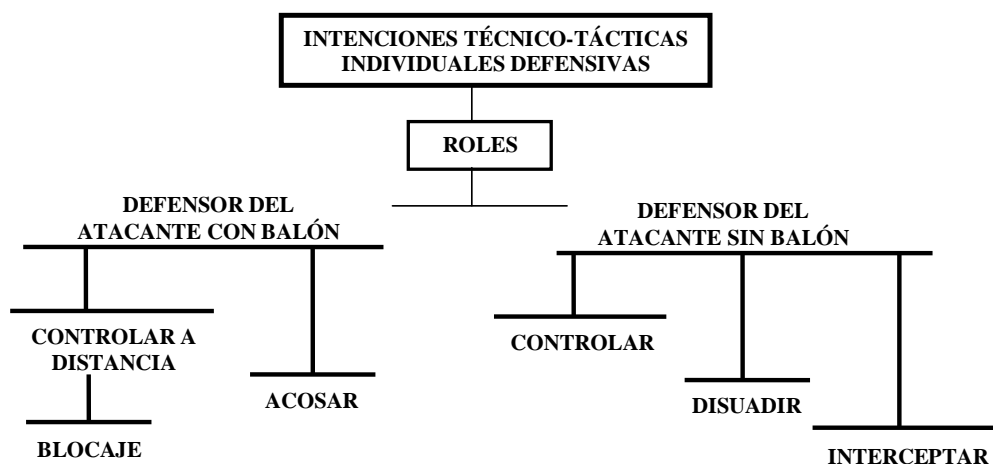 INTENCIONES TÉCNICO-TÁCTICAS
INDIVIDUALES DEFENSIVAS
ROLES
DEFENSOR DEL
ATACANTE CON BALÓN
DEFENSOR DEL
ATACANTE SIN BALÓN
CONTROLAR A
DISTANCIA
BLOCAJE
ACOSAR
CONTROLAR
DISUADIR
INTERCEPTAR